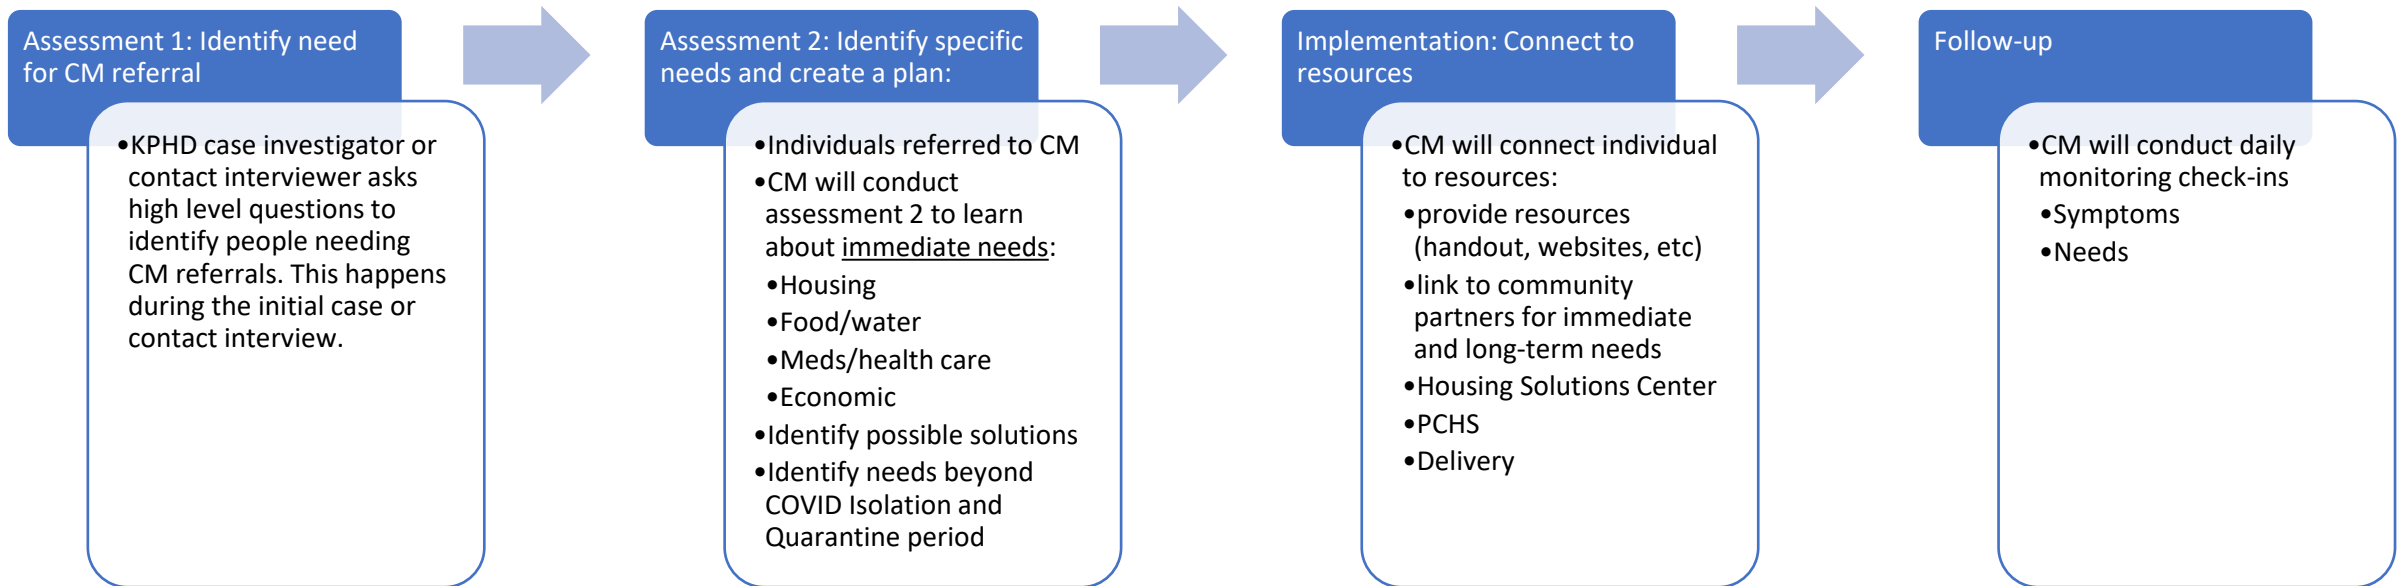 Assessment 1: Identify need
for CM referral
•KPHD case investigator or
contact interviewer asks
high level questions to
identify people needing
CM referrals. This happens
during the initial case or
contact interview.
Assessment 2: Identify specific
needs and create a plan:
•Individuals referred to CM
•CM will conduct
assessment 2 to learn
about immediate needs:
•Housing
•Food/water
•Meds/health care
•Economic
•Identify possible solutions
•Identify needs beyond
COVID Isolation and
Quarantine period
Implementation: Connect to
resources
•CM will connect individual
to resources:
•provide resources
(handout, websites, etc)
•link to community
partners for immediate
and long-term needs
•Housing Solutions Center
•PCHS
•Delivery
Follow-up
•CM will conduct daily
monitoring check-ins
•Symptoms
•Needs